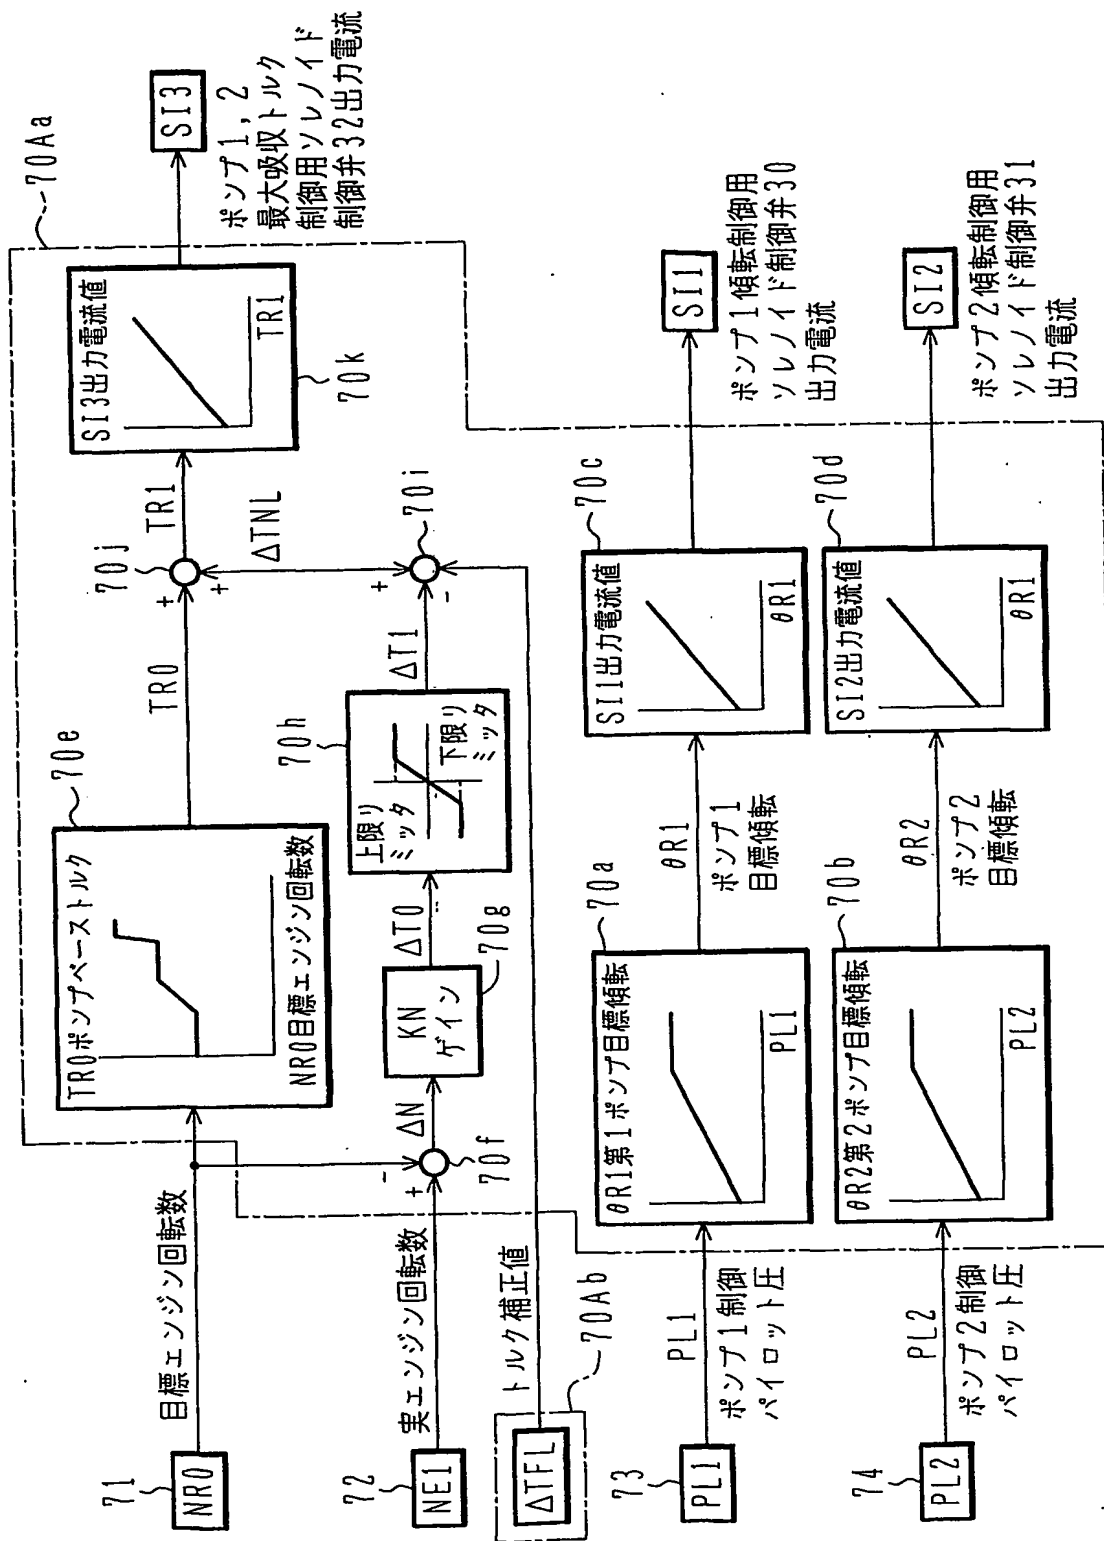 71
NR0
目標エンジン回転数
70e
TR0ポンプベーストルク
NR0目標エンジン回転数
TR0
70j
+
+
TR1
SI3出力電流値
TR1
70k
70Aa
SI3
ポンプ1,2
最大吸収トルク
制御用ソレノイド
制御弁32出力電流
72
NE1
実エンジン回転数
-
+
70f
ΔN
KN
ゲイン
70g
ΔT0
70h
上限リ
ミッタ
下限リ
ミッタ
ΔT1
+
-
70i
ΔTNL
ΔTFL
トルク補正値
70Ab
73
PL1
PL1
ポンプ1制御
パイロット圧
70a
θR1第1ポンプ目標傾転
PL1
θR1
ポンプ1
目標傾転
70c
SI1出力電流値
θR1
SI1
ポンプ1傾転制御用
ソレノイド制御弁30
出力電流
74
PL2
PL2
ポンプ2制御
パイロット圧
70b
θR2第2ポンプ目標傾転
PL2
θR2
ポンプ2
目標傾転
70d
SI2出力電流値
θR1
SI2
ポンプ2傾転制御用
ソレノイド制御弁31
出力電流